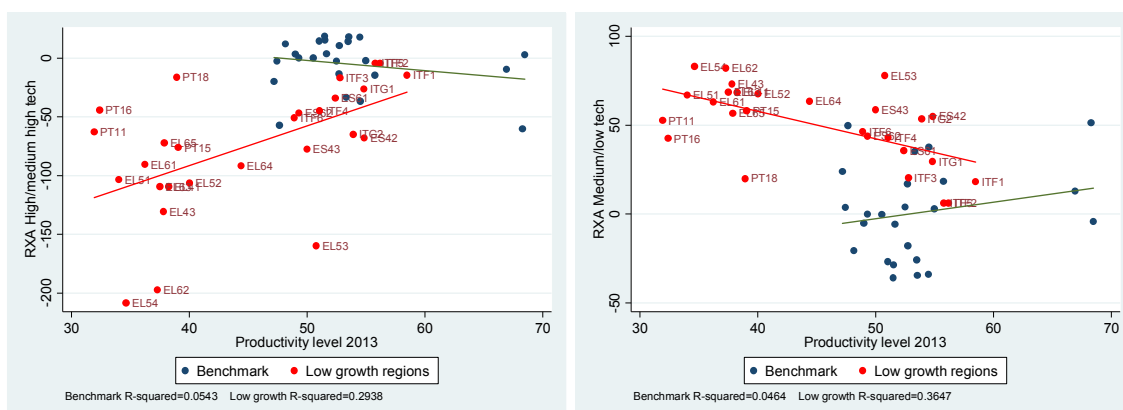 0
-50
-100
-150
-200
RXA High/medium high tech
PT18
PT16
PT11
EL65
PT15
EL61
EL51
EL52
EL43
EL64
EL62
EL54
EL53
ITF3
ITF1
ITG1
ES61
ITF4
ITG2
ES42
ES43
30 40 50 60 70
Productivity level 2013
Benchmark Low growth regions
Benchmark R-squared=0.0543 Low growth R-squared=0.2938
100
50
0
-50
RXA Medium/low tech
EL54
EL62
EL43
EL51
EL52
EL61
PT15
EL64
EL53
ES43
ES42
ITG2
PT11
PT16
PT18
ITF4
ES61
ITG1
ITF3
ITF1
30 40 50 60 70
Productivity level 2013
Benchmark Low growth regions
Benchmark R-squared=0.0464 Low growth R-squared=0.3647